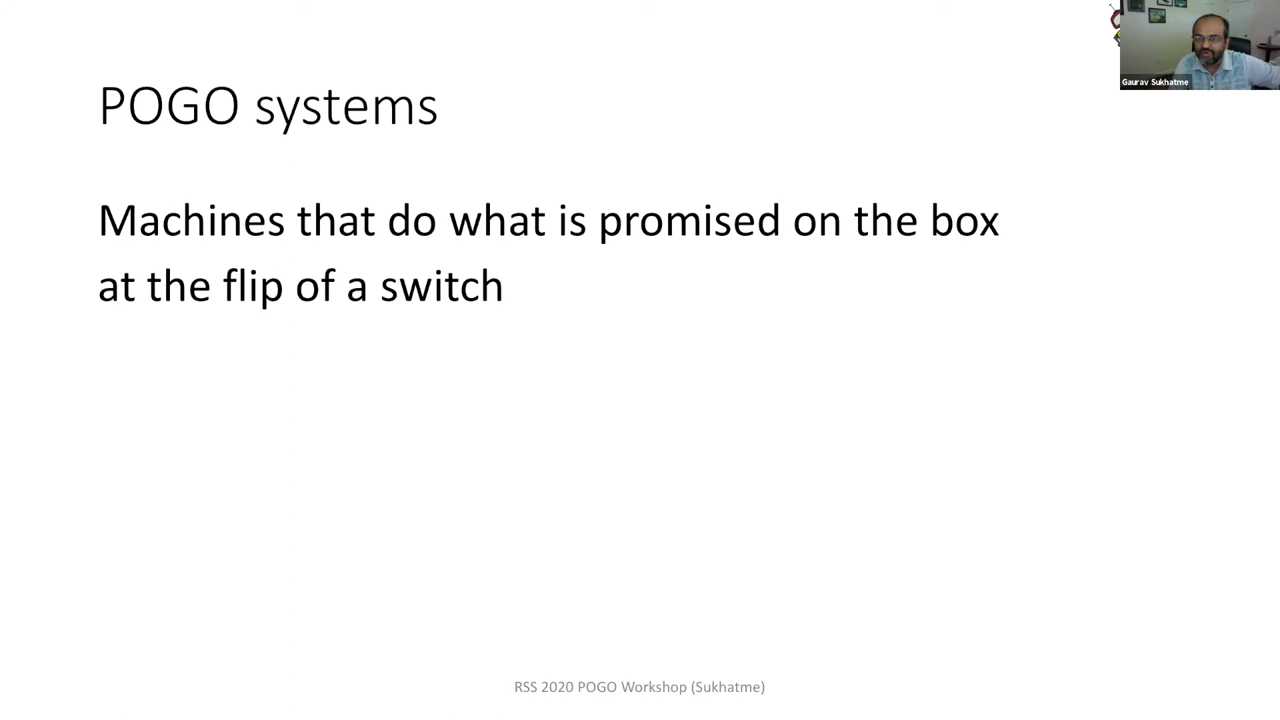 Gaurav Sukhatme
POGO systems
Machines that do what is promised on the box
at the flip of a switch
RSS 2020 POGO Workshop (Sukhatme)